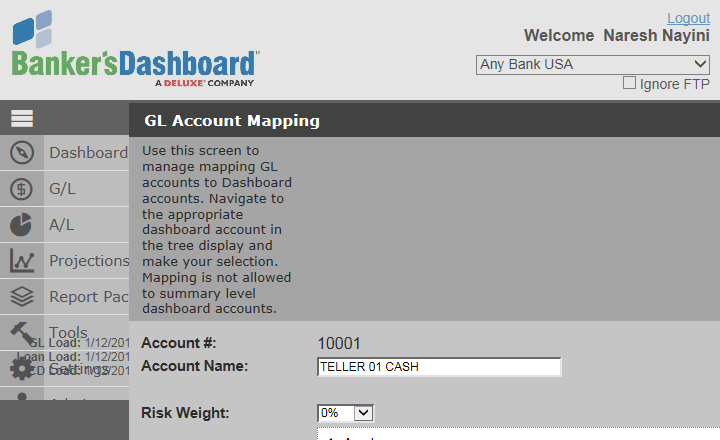 Logout
Welcome Naresh Nayini
Banker'sDashboard™
A DELUXE® COMPANY
Any Bank USA
Ignore FTP
GL Account Mapping
Use this screen to
manage mapping GL
accounts to Dashboard
accounts. Navigate to
the appropriate
dashboard account in
the tree display and
make your selection.
Mapping is not allowed
to summary level
dashboard accounts.
Dashboard
G/L
A/L
Projections
Report Pac
Tools
GL Load: 1/12/201
Loan Load: 1/12/201
Settings
CD Load: 1/12/201
Account #: 10001
Account Name: TELLER 01 CASH
Risk Weight: 0%